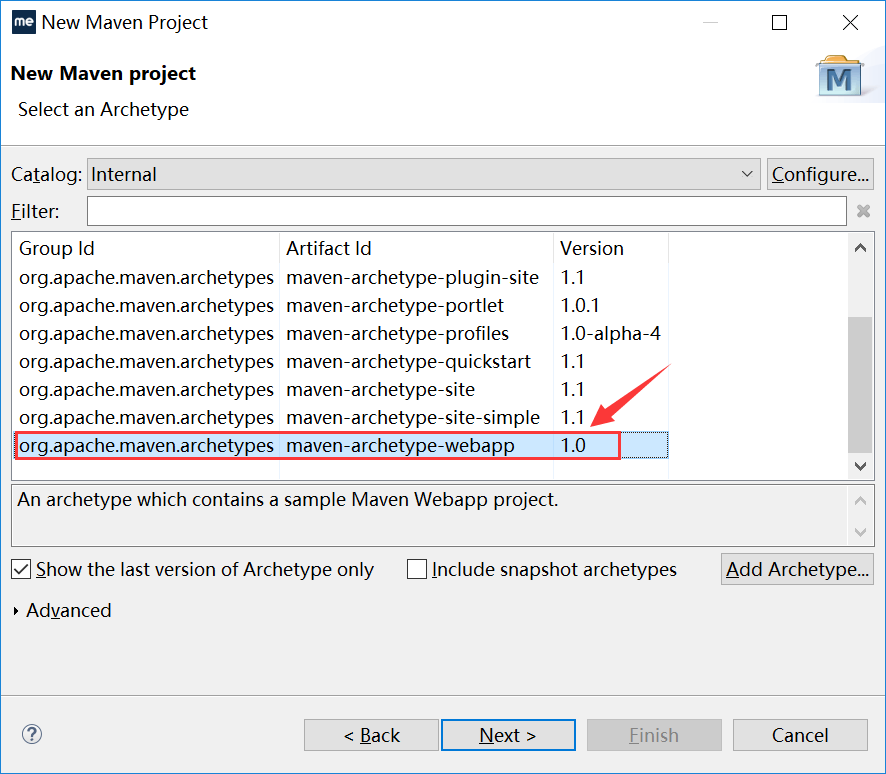 me New Maven Project
New Maven project
Select an Archetype
M
Catalog: Internal Configure...
Filter:
Group Id Artifact Id Version
org.apache.maven.archetypes maven-archetype-plugin-site 1.1
org.apache.maven.archetypes maven-archetype-portlet 1.0.1
org.apache.maven.archetypes maven-archetype-profiles 1.0-alpha-4
org.apache.maven.archetypes maven-archetype-quickstart 1.1
org.apache.maven.archetypes maven-archetype-site 1.1
org.apache.maven.archetypes maven-archetype-site-simple 1.1
org.apache.maven.archetypes maven-archetype-webapp 1.0
An archetype which contains a sample Maven Webapp project.
Show the last version of Archetype only Include snapshot archetypes Add Archetype...
Advanced
? < Back Next > Finish Cancel